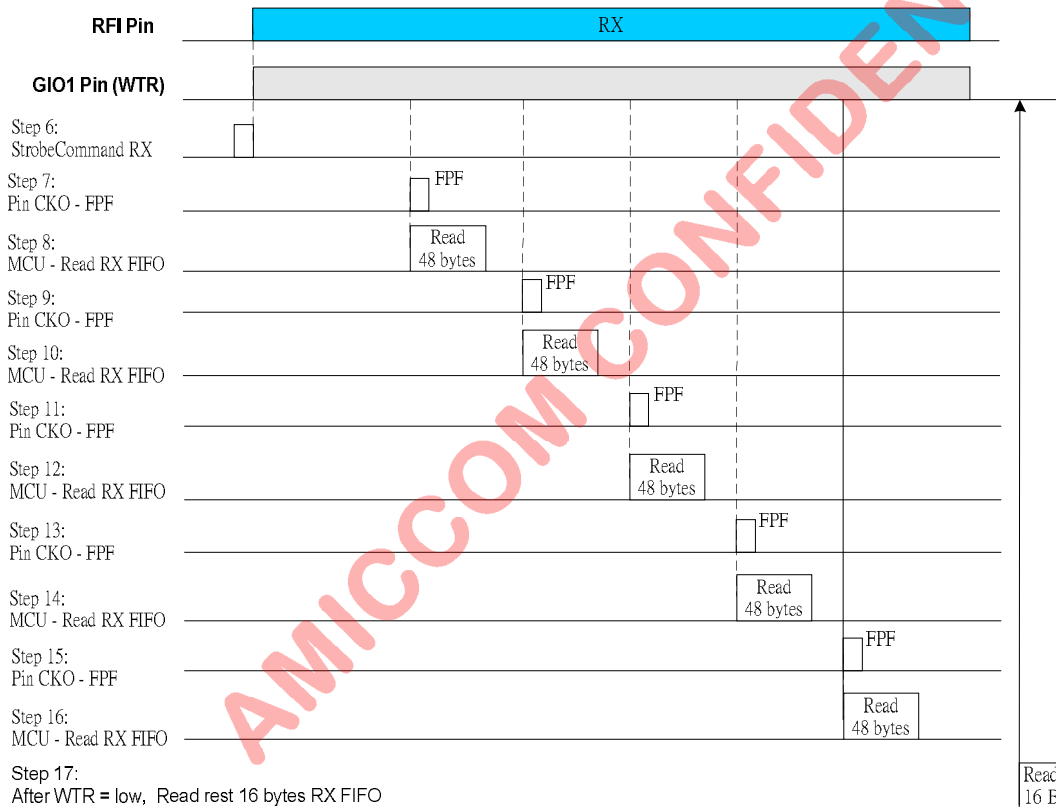 RFI Pin
RX
GIO1 Pin (WTR)
Step 6:
StrobeCommand RX
Step 7:
Pin CKO - FPF
FPF
Step 8:
MCU - Read RX FIFO
Read
48 bytes
Step 9:
Pin CKO - FPF
FPF
Step 10:
MCU - Read RX FIFO
Read
48 bytes
Step 11:
Pin CKO - FPF
FPF
Step 12:
MCU - Read RX FIFO
Read
48 bytes
Step 13:
Pin CKO - FPF
FPF
Step 14:
MCU - Read RX FIFO
Read
48 bytes
Step 15:
Pin CKO - FPF
FPF
Step 16:
MCU - Read RX FIFO
Read
48 bytes
Step 17:
After WTR = low, Read rest 16 bytes RX FIFO
Read
16 B
AMICCOM CONFIDEN